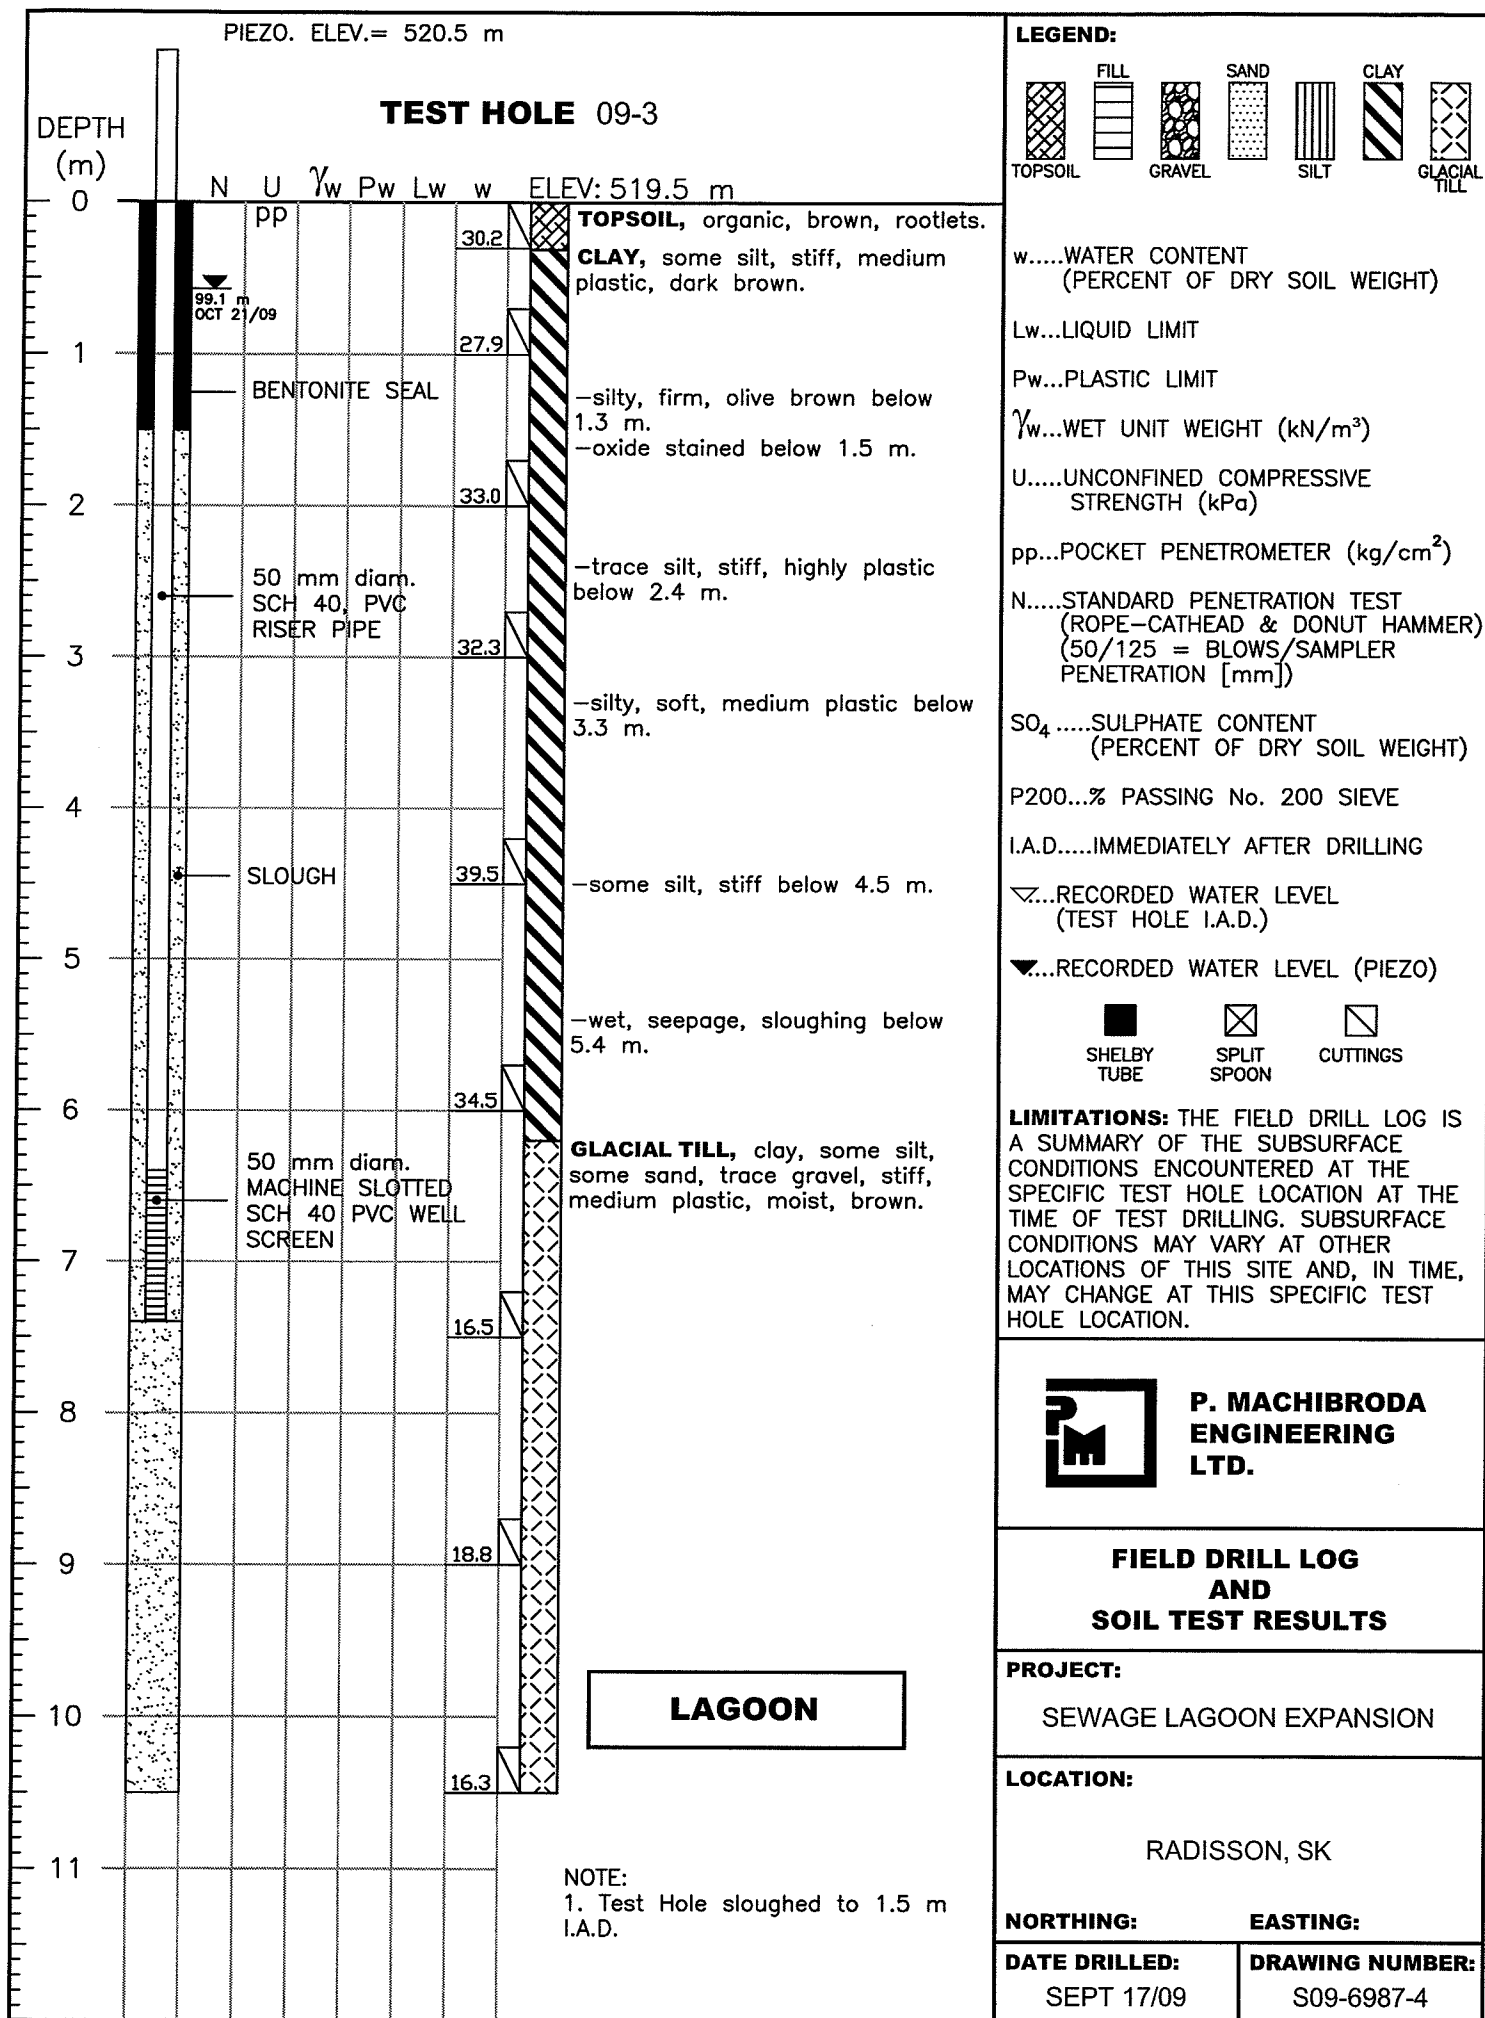 PIEZO. ELEV.= 520.5 m
TEST HOLE 09-3
DEPTH
(m)
N U γw Pw Lw w ELEV: 519.5 m
pp
0
1
2
3
4
5
6
7
8
9
10
11
99.1 m
OCT 21/09
BENTONITE SEAL
50 mm diam.
SCH 40, PVC
RISER PIPE
SLOUGH
50 mm diam.
MACHINE SLOTTED
SCH 40 PVC WELL
SCREEN
30.2
27.9
33.0
32.3
39.5
34.5
16.5
18.8
16.3
TOPSOIL, organic, brown, rootlets.
CLAY, some silt, stiff, medium
plastic, dark brown.
–silty, firm, olive brown below
1.3 m.
–oxide stained below 1.5 m.
–trace silt, stiff, highly plastic
below 2.4 m.
–silty, soft, medium plastic below
3.3 m.
–some silt, stiff below 4.5 m.
–wet, seepage, sloughing below
5.4 m.
GLACIAL TILL, clay, some silt,
some sand, trace gravel, stiff,
medium plastic, moist, brown.
LAGOON
NOTE:
1. Test Hole sloughed to 1.5 m
I.A.D.
LEGEND:
FILL SAND CLAY
TOPSOIL GRAVEL SILT GLACIAL
TILL
w.....WATER CONTENT
(PERCENT OF DRY SOIL WEIGHT)
Lw...LIQUID LIMIT
Pw...PLASTIC LIMIT
γw...WET UNIT WEIGHT (kN/m³)
U.....UNCONFINED COMPRESSIVE
STRENGTH (kPa)
pp...POCKET PENETROMETER (kg/cm²)
N.....STANDARD PENETRATION TEST
(ROPE–CATHEAD & DONUT HAMMER)
(50/125 = BLOWS/SAMPLER
PENETRATION [mm])
SO₄.....SULPHATE CONTENT
(PERCENT OF DRY SOIL WEIGHT)
P200...% PASSING No. 200 SIEVE
I.A.D.....IMMEDIATELY AFTER DRILLING
...RECORDED WATER LEVEL
(TEST HOLE I.A.D.)
...RECORDED WATER LEVEL (PIEZO)
SHELBY
TUBE
SPLIT
SPOON
CUTTINGS
LIMITATIONS: THE FIELD DRILL LOG IS
A SUMMARY OF THE SUBSURFACE
CONDITIONS ENCOUNTERED AT THE
SPECIFIC TEST HOLE LOCATION AT THE
TIME OF TEST DRILLING. SUBSURFACE
CONDITIONS MAY VARY AT OTHER
LOCATIONS OF THIS SITE AND, IN TIME,
MAY CHANGE AT THIS SPECIFIC TEST
HOLE LOCATION.
PM
P. MACHIBRODA
ENGINEERING
LTD.
FIELD DRILL LOG
AND
SOIL TEST RESULTS
PROJECT:
SEWAGE LAGOON EXPANSION
LOCATION:
RADISSON, SK
NORTHING: EASTING:
DATE DRILLED:
SEPT 17/09
DRAWING NUMBER:
S09-6987-4